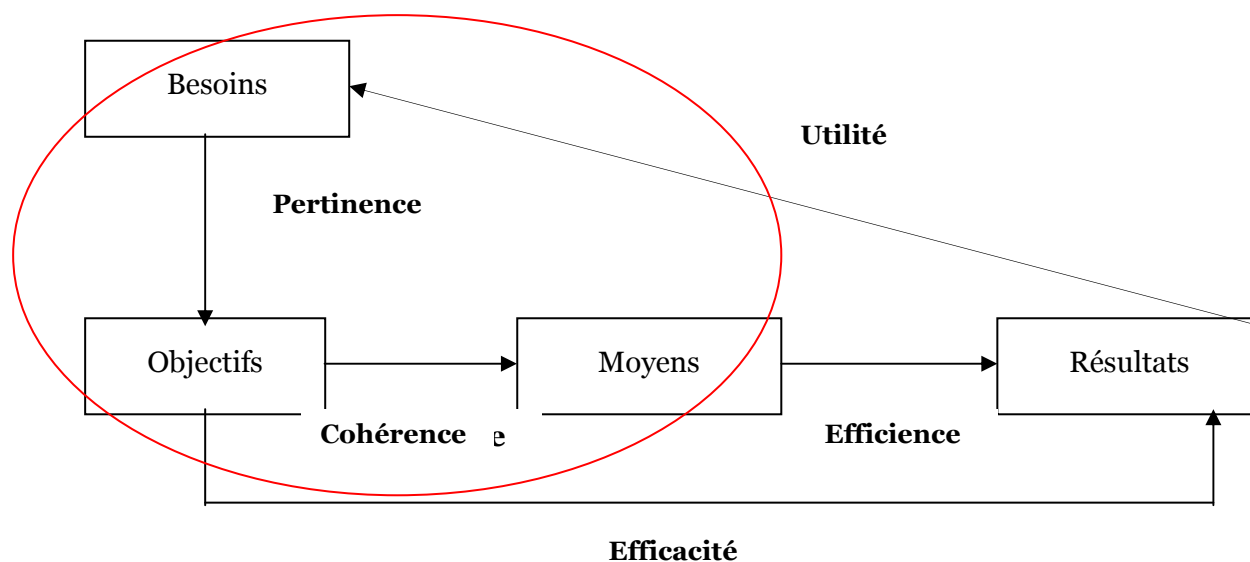 Besoins
Utilité
Pertinence
Objectifs
Moyens
Résultats
Cohérence e
Efficience
Efficacité